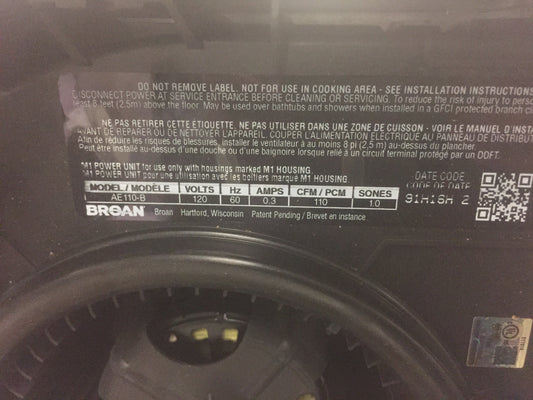 DO NOT REMOVE LABEL. NOT FOR USE IN COOKING AREA - SEE INSTALLATION INSTRUCTIONS
DISCONNECT POWER AT SERVICE ENTRANCE BEFORE CLEANING OR SERVICING. To reduce the risk of injury to perso
least 8 feet (2.5m) above the floor. May be used over bathtubs and showers when installed in a GFCI protected branch ci
NE PAS RETIRER CETTE ÉTIQUETTE. NE PAS UTILISER DANS UNE ZONE DE CUISSON - VOIR LE MANUEL D'INSTA
AVANT DE RÉPARER OU DE NETTOYER L'APPAREIL, COUPER L'ALIMENTATION ÉLECTRIQUE AU PANNEAU DE DISTRIBUT
Afin de réduire les risques de blessures, installer le ventilateur à au moins 8 pi (2,5 m) au-dessus du plancher.
Peut être installé au-dessus d'une douche ou d'une baignoire lorsque relié à un circuit terminal protégé par un DDFT.
M1 POWER unit for use only with housings marked M1 HOUSING.
M1 POWER unit pour une utilisation avec les boîtiers marqués M1 HOUSING.
MODEL / MODÈLE VOLTS Hz AMPS CFM / PCM SONES
AE110-B 120 60 0.3 110 1.0
BROAN Broan Hartford, Wisconsin Patent Pending / Brevet en instance
DATE CODE
CODE DE DATE
91H16H 2